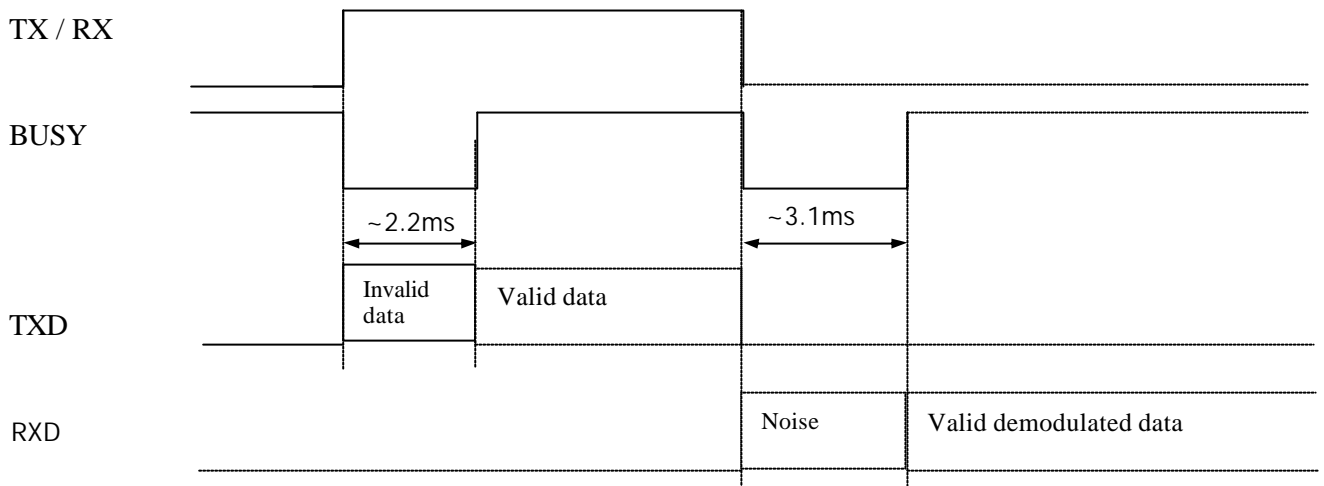 TX / RX
BUSY
~2.2ms
~3.1ms
Invalid
data
Valid data
TXD
Noise
Valid demodulated data
RXD